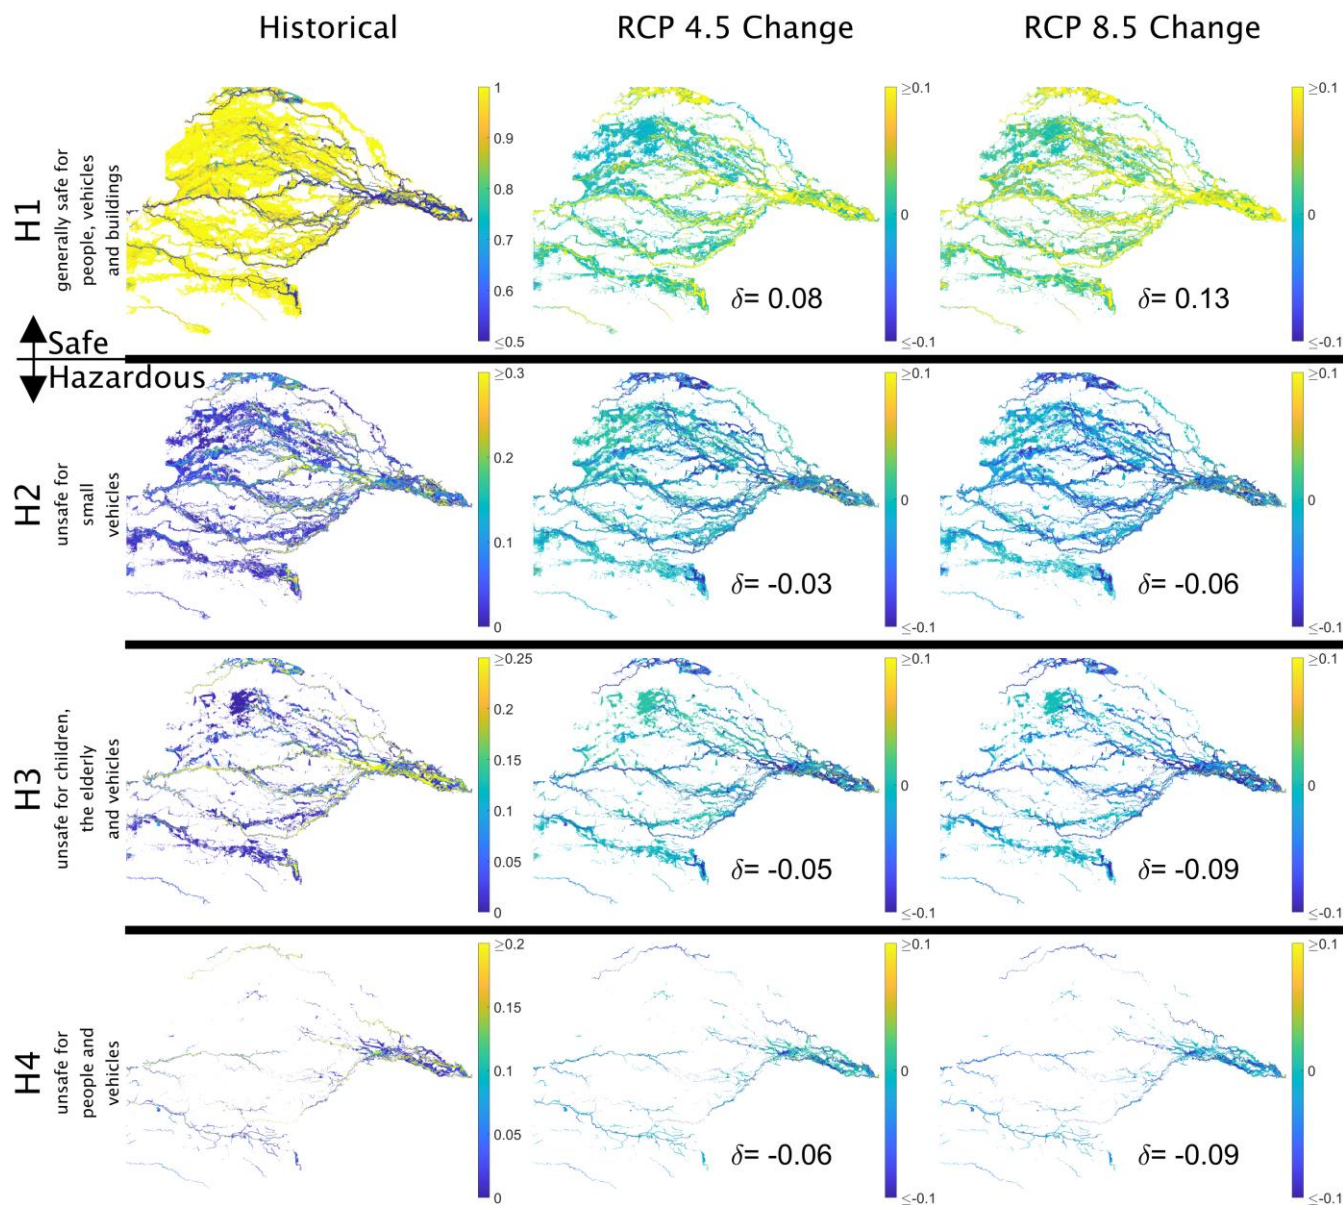 Historical
RCP 4.5 Change
RCP 8.5 Change
H1
generally safe for
people, vehicles
and buildings
1
0.9
0.8
0.7
0.6
≤0.5
δ= 0.08
≥0.1
0
≤-0.1
δ= 0.13
≥0.1
0
≤-0.1
Safe
Hazardous
H2
unsafe for
small
vehicles
≥0.3
0.2
0.1
0
δ= -0.03
≥0.1
0
≤-0.1
δ= -0.06
≥0.1
0
≤-0.1
H3
unsafe for children,
the elderly
and vehicles
≥0.25
0.2
0.15
0.1
0.05
0
δ= -0.05
≥0.1
0
≤-0.1
δ= -0.09
≥0.1
0
≤-0.1
H4
unsafe for
people and
vehicles
≥0.2
0.15
0.1
0.05
0
δ= -0.06
≥0.1
0
≤-0.1
δ= -0.09
≥0.1
0
≤-0.1